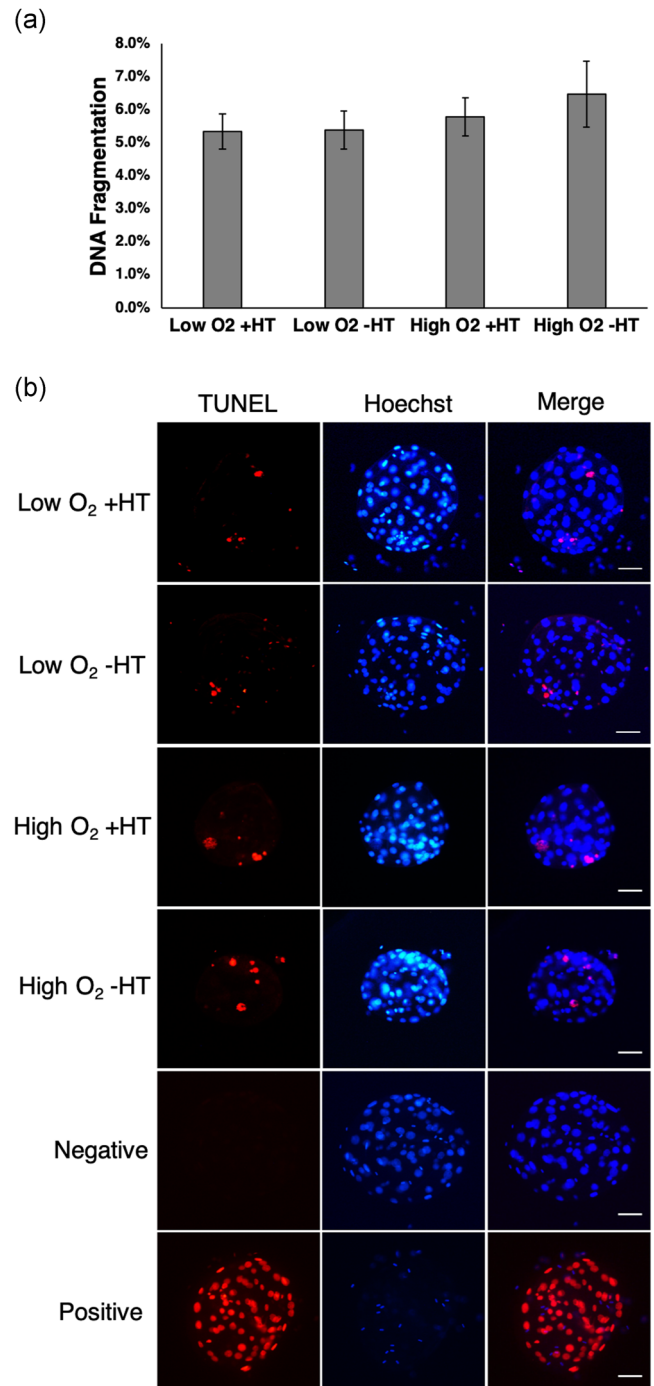 (a)
DNA Fragmentation
8.0%
7.0%
6.0%
5.0%
4.0%
3.0%
2.0%
1.0%
0.0%
Low O2 +HT Low O2 -HT High O2 +HT High O2 -HT
(b)
TUNEL Hoechst Merge
Low O₂ +HT
Low O₂ -HT
High O₂ +HT
High O₂ -HT
Negative
Positive